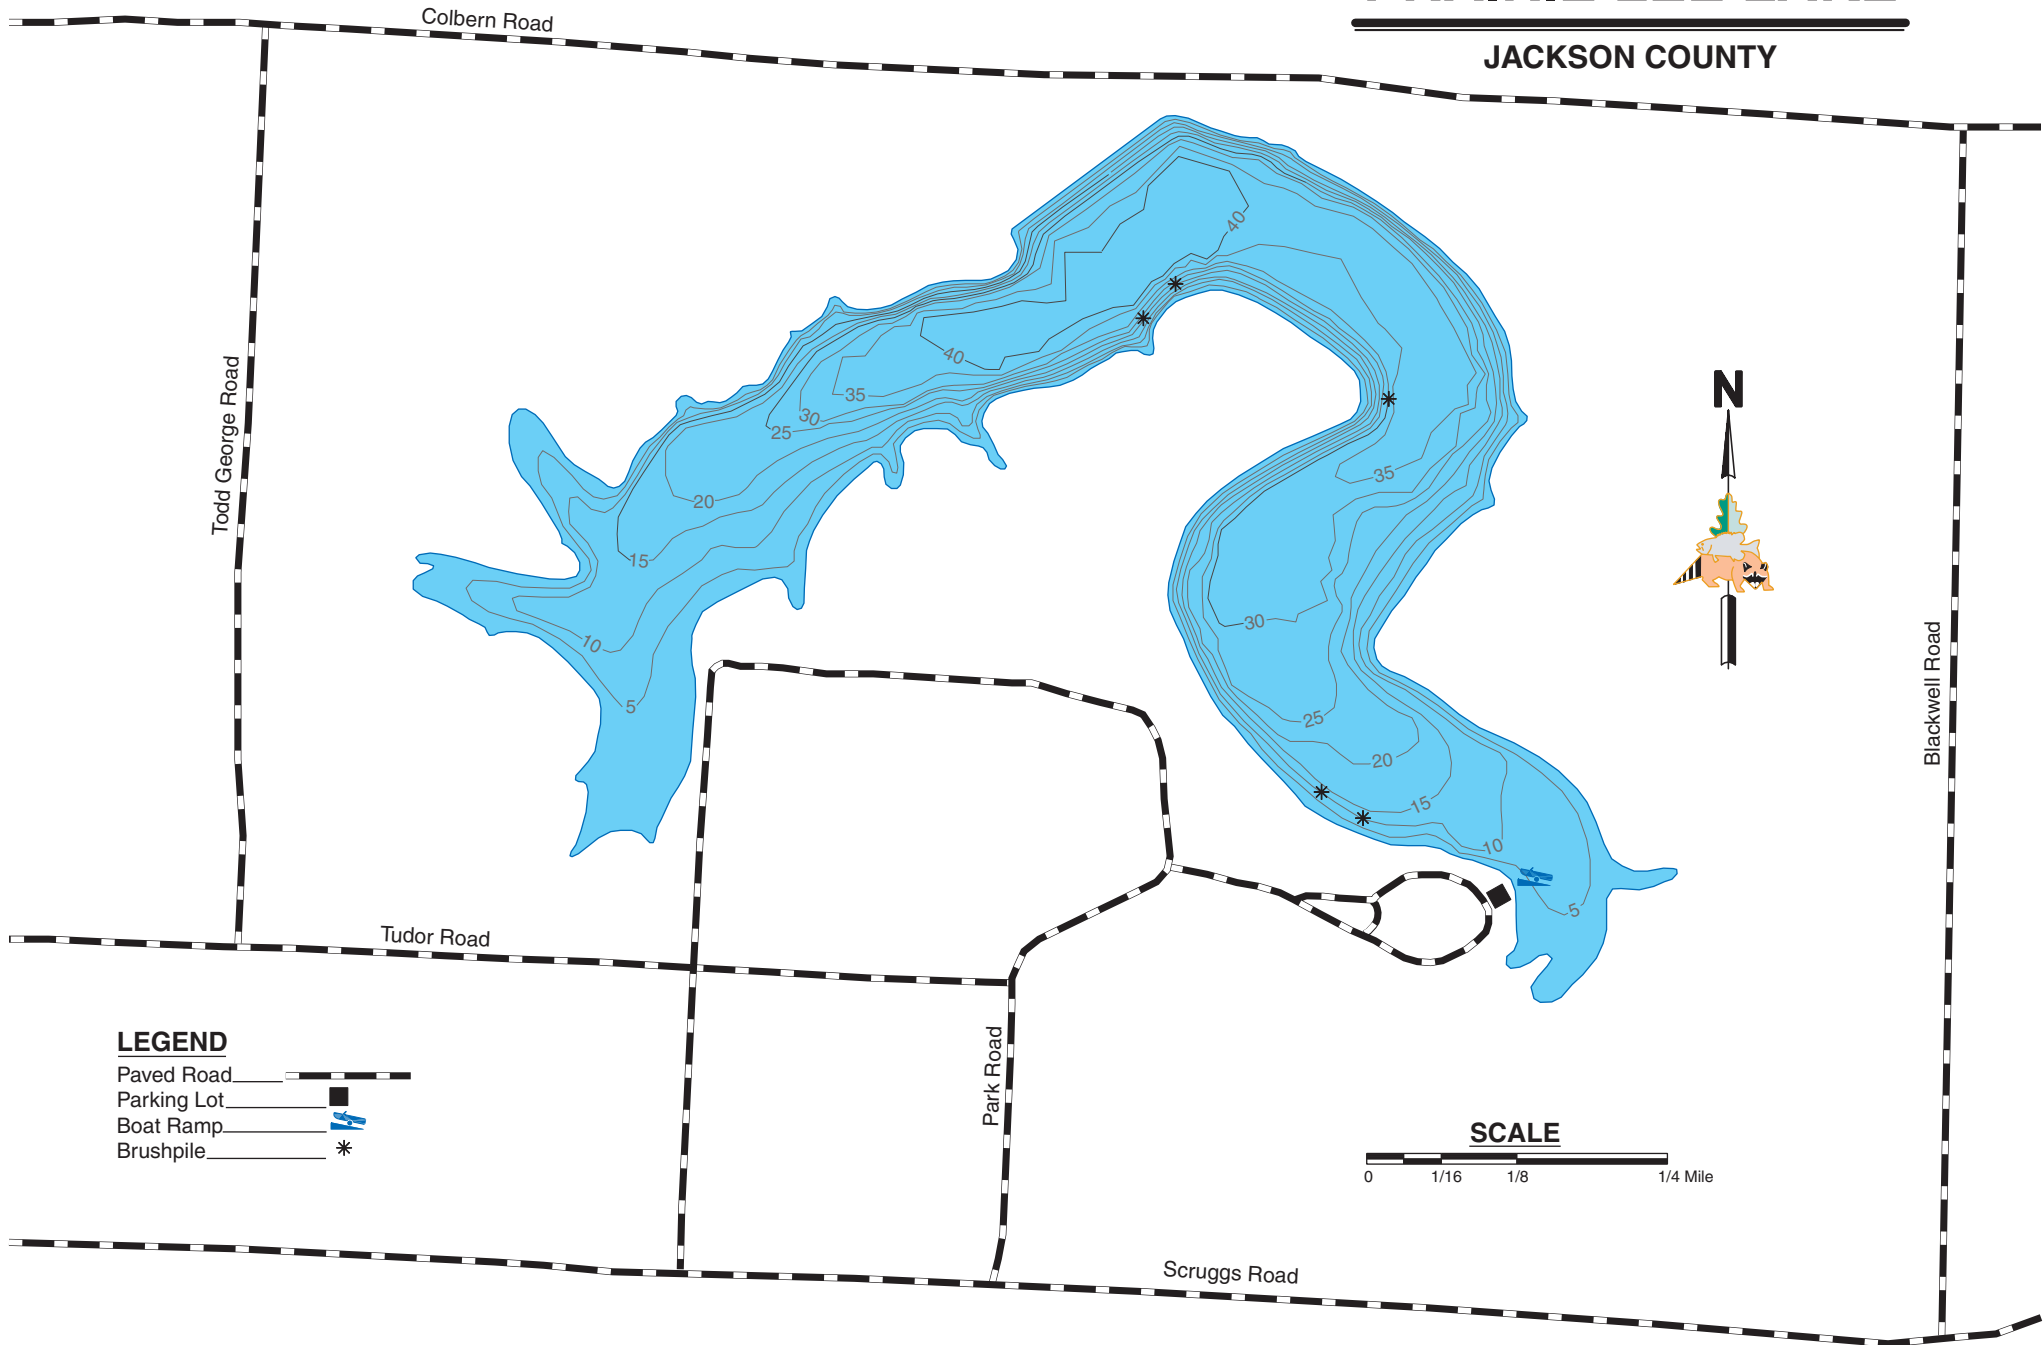 JACKSON COUNTY
Colbern Road
Todd George Road
Blackwell Road
Tudor Road
Park Road
Scruggs Road
N
40
40
35
30
25
20
15
10
5
35
30
25
20
15
10
5
LEGEND
Paved Road
Parking Lot
Boat Ramp
Brushpile
SCALE
0 1/16 1/8 1/4 Mile